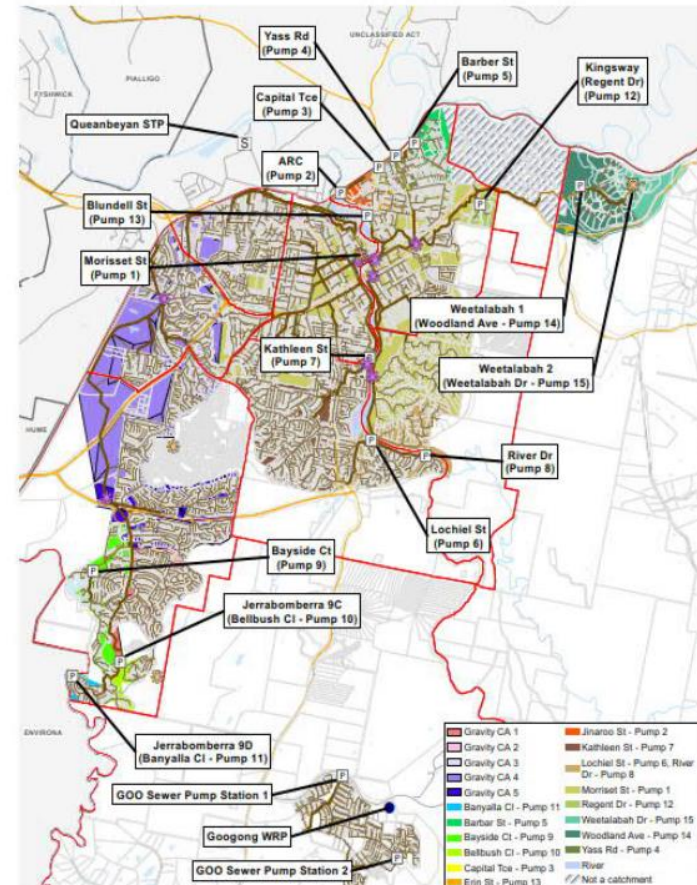 UNCLASSIFIED ACT
PIALLIGO
FYSHWICK
Yass Rd
(Pump 4)
Barber St
(Pump 5)
Kingsway
(Regent Dr)
(Pump 12)
Capital Tce
(Pump 3)
Queanbeyan STP
S
ARC
(Pump 2)
Blundell St
(Pump 13)
Morisset St
(Pump 1)
Weetalabah 1
(Woodland Ave - Pump 14)
Kathleen St
(Pump 7)
Weetalabah 2
(Weetalabah Dr - Pump 15)
HUME
River Dr
(Pump 8)
Lochiel St
(Pump 6)
Bayside Ct
(Pump 9)
Jerrabomberra 9C
(Bellbush Cl - Pump 10)
ENVIRONA
Jerrabomberra 9D
(Banyalla Cl - Pump 11)
GOO Sewer Pump Station 1
Googong WRP
GOO Sewer Pump Station 2
Gravity CA 1
Gravity CA 2
Gravity CA 3
Gravity CA 4
Gravity CA 5
Banyalla Cl - Pump 11
Barbar St - Pump 5
Bayside Ct - Pump 9
Bellbush Cl - Pump 10
Capital Tce - Pump 3
Erin St - Pump 13
Jinaroo St - Pump 2
Kathleen St - Pump 7
Lochiel St - Pump 6, River
Dr - Pump 8
Morriset St - Pump 1
Regent Dr - Pump 12
Weetalabah Dr - Pump 15
Woodland Ave - Pump 14
Yass Rd - Pump 4
River
Not a catchment